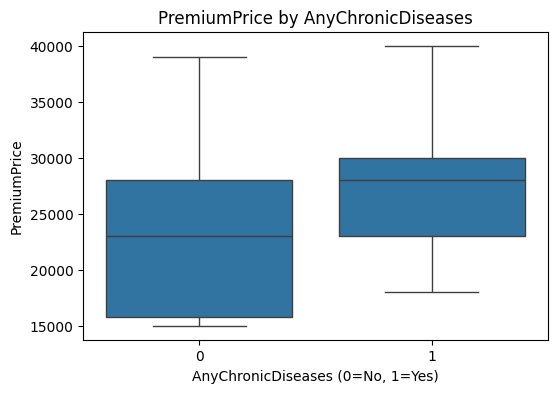 PremiumPrice by AnyChronicDiseases
40000
35000
30000
25000
20000
15000
PremiumPrice
0
1
AnyChronicDiseases (0=No, 1=Yes)